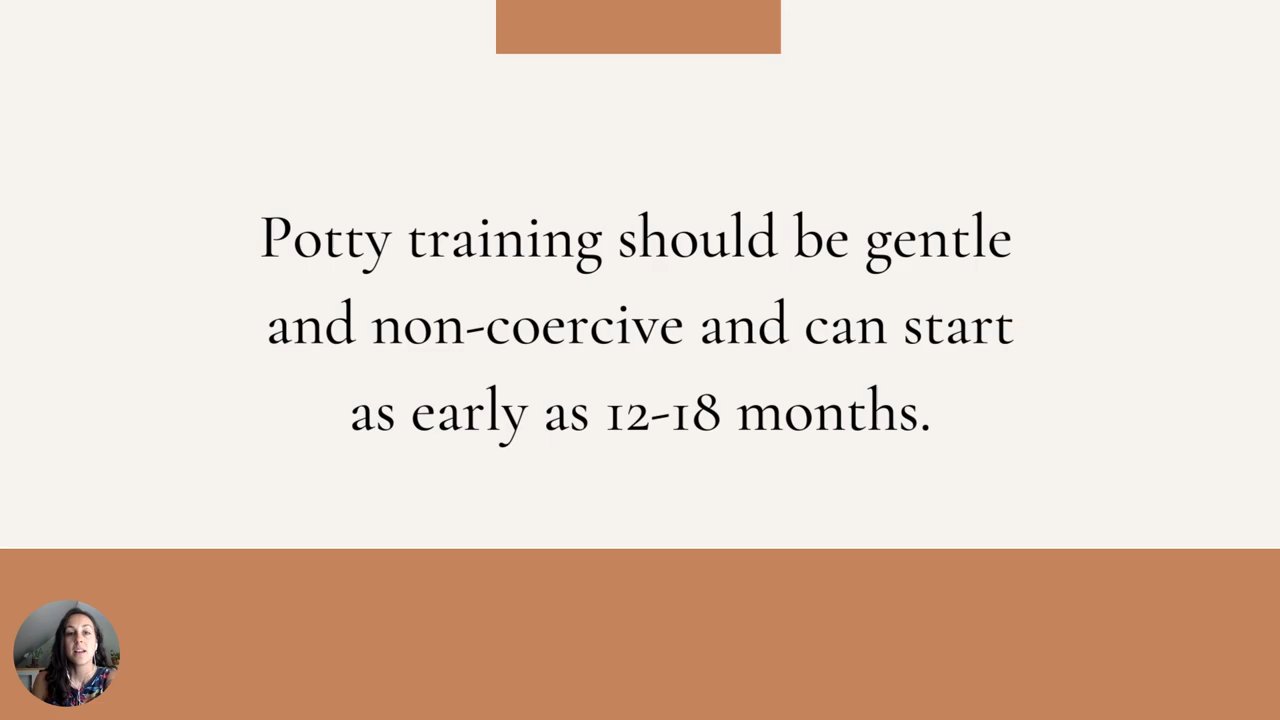 Potty training should be gentle
and non-coercive and can start
as early as 12-18 months.